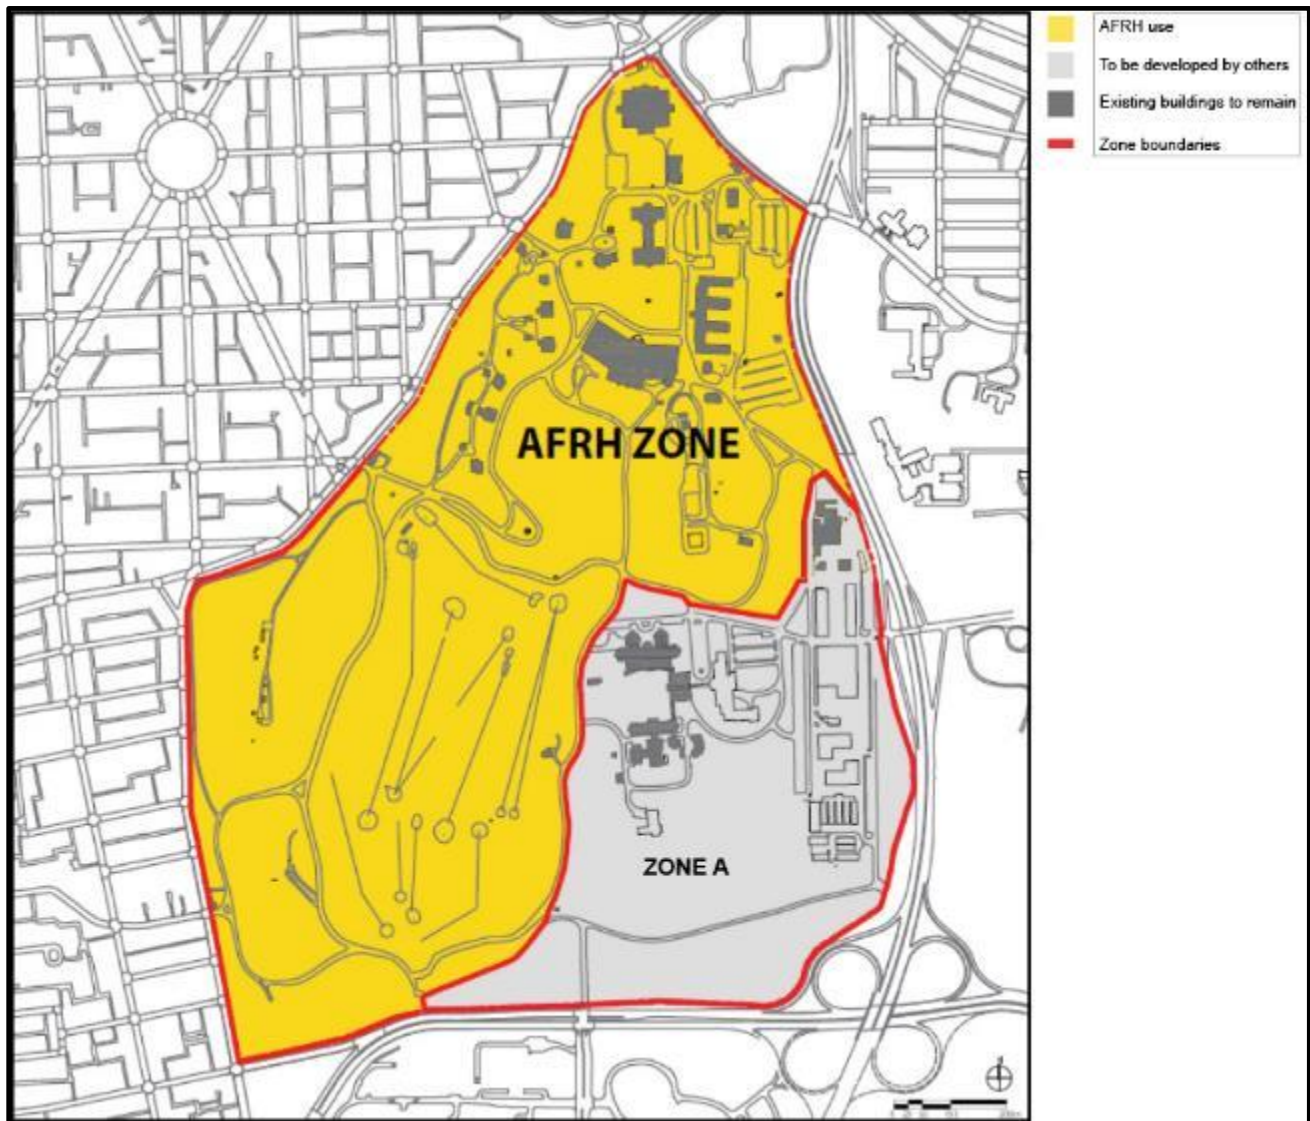 AFRH use
To be developed by others
Existing buildings to remain
Zone boundaries
AFRH ZONE
ZONE A